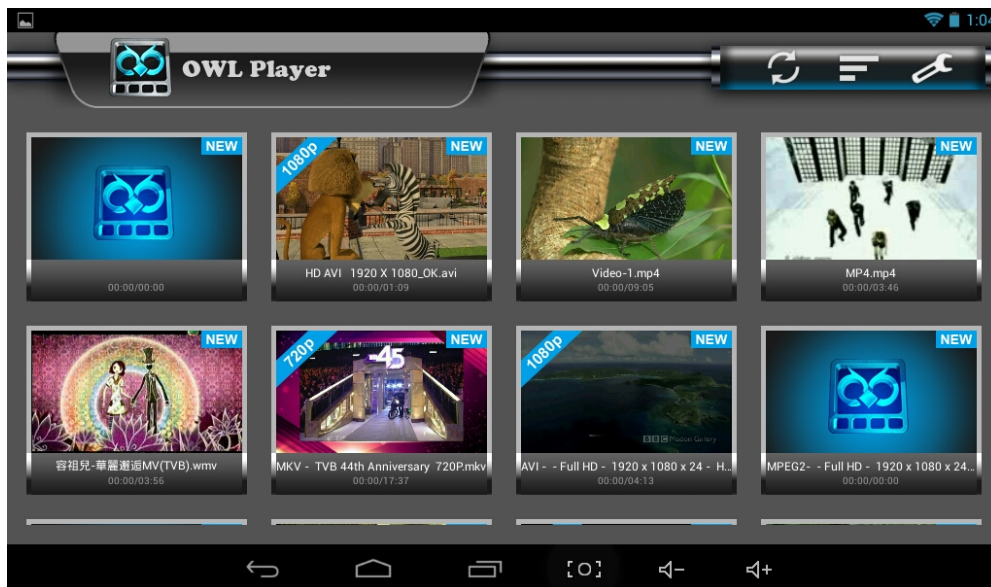 1:04
OWL Player
NEW
00:00/00:00
1080p
NEW
HD AVI 1920 X 1080_OK.avi
00:00/01:09
NEW
Video-1.mp4
00:00/09:05
NEW
MP4.mp4
00:00/03:46
NEW
容祖兒-華麗邂逅MV(TVB).wmv
00:00/03:56
720p
NEW
45
MKV - TVB 44th Anniversary 720P.mkv
00:00/17:37
1080p
NEW
BBC Motion Gallery
AVI - - Full HD - 1920 x 1080 x 24 - H...
00:00/04:13
NEW
MPEG2- - Full HD - 1920 x 1080 x 24...
00:00/00:00